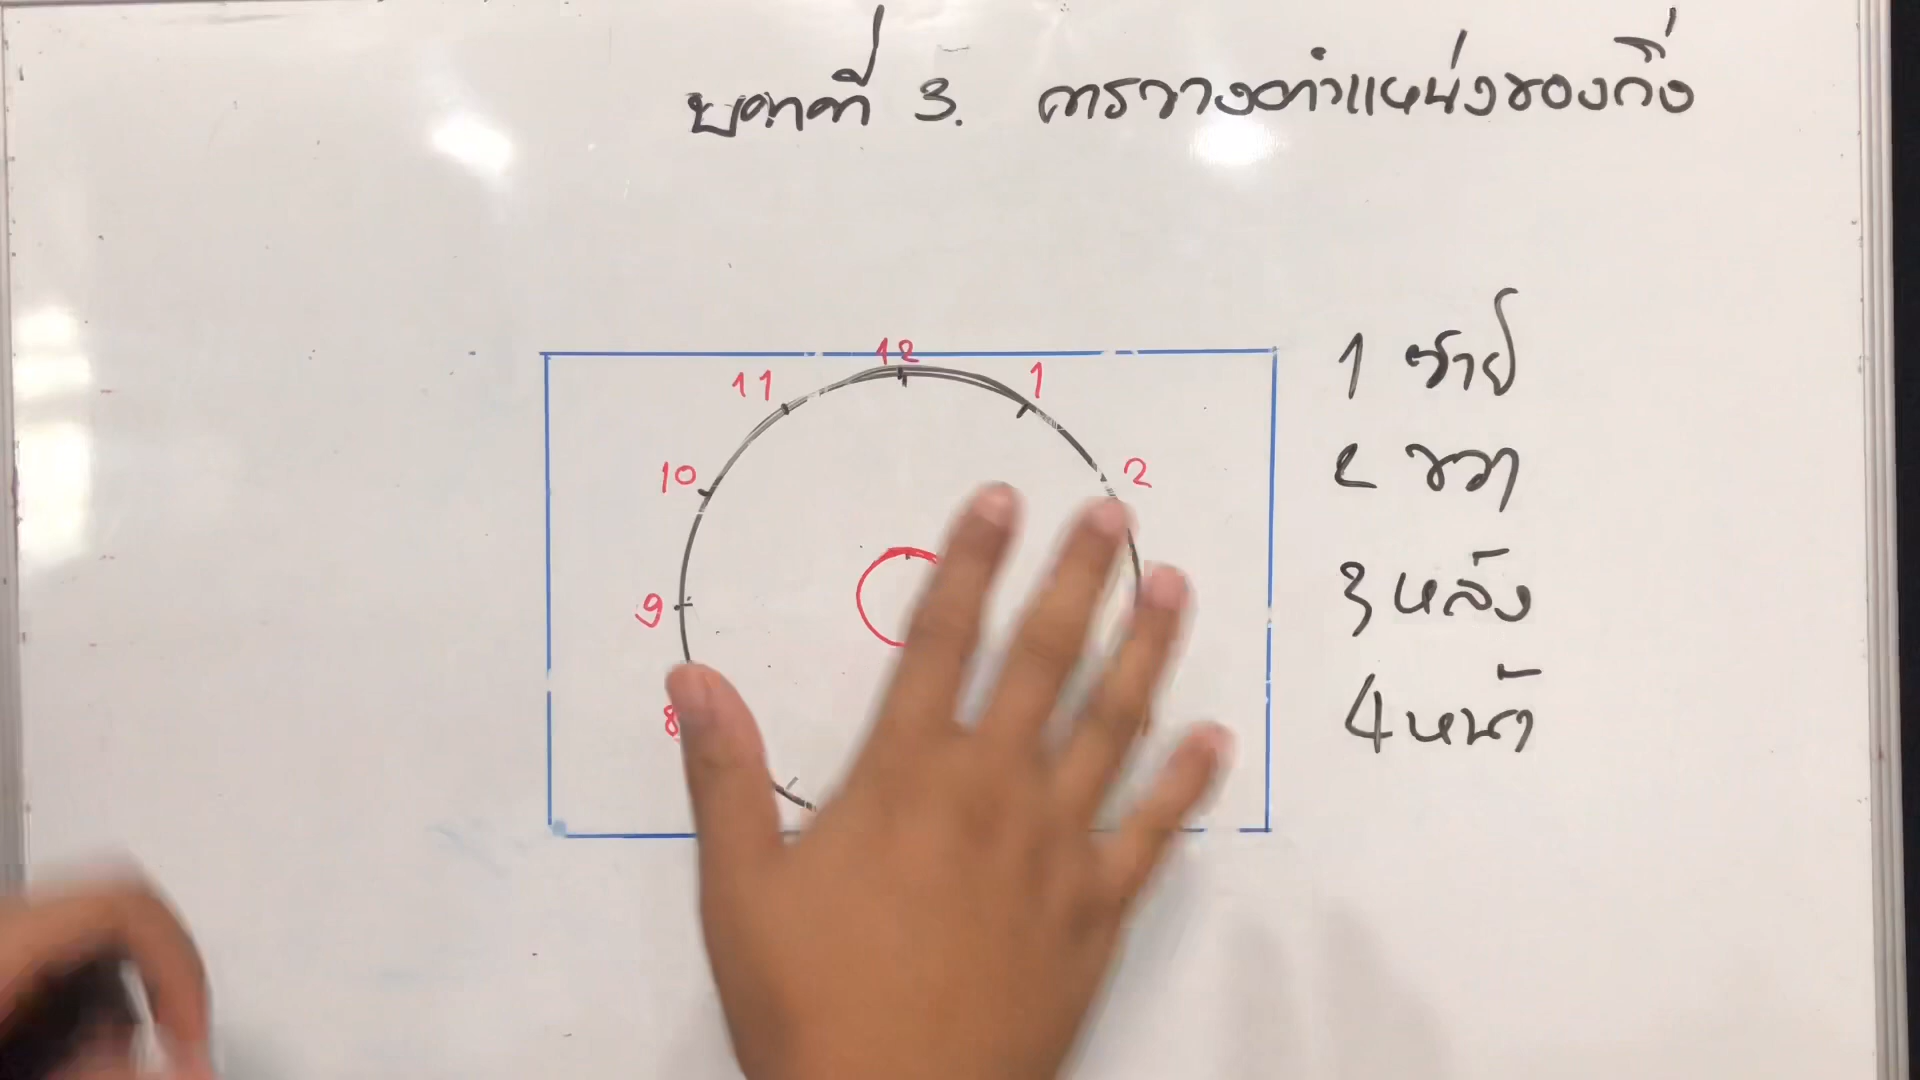 บทที่ 3. การวางตำแหน่งของกิ่ง
12
11
1
10
2
9
8
1 ซ้าย
2 ขวา
3 หลัง
4 หน้า